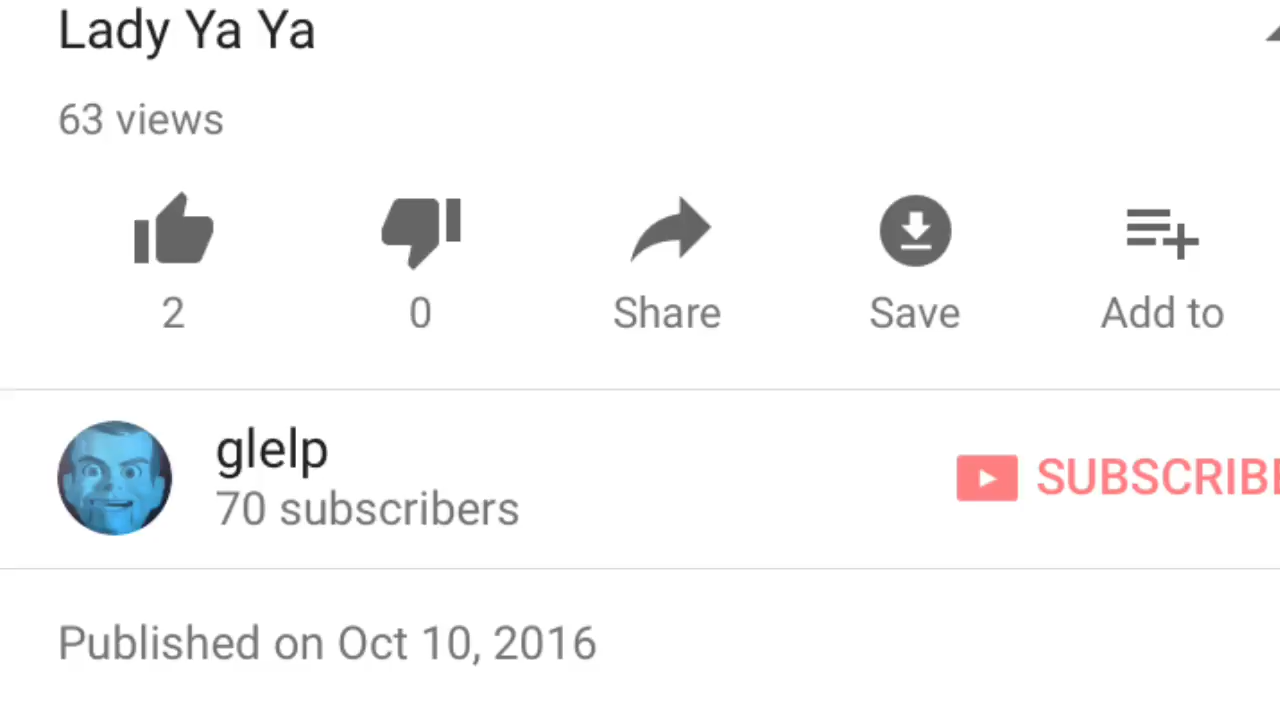 Lady Ya Ya
63 views
2 0 Share Save Add to
glelp
70 subscribers
SUBSCRIBE
Published on Oct 10, 2016